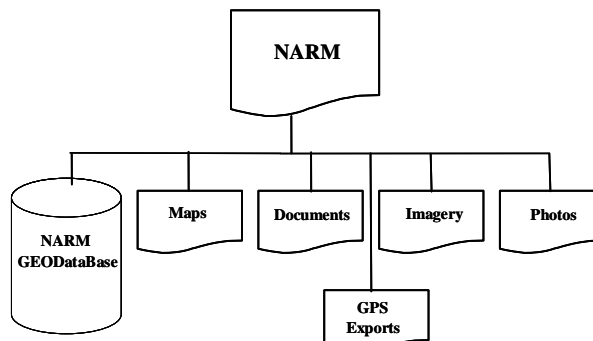 NARM
NARM
GEODataBase
Maps
Documents
Imagery
Photos
GPS
Exports